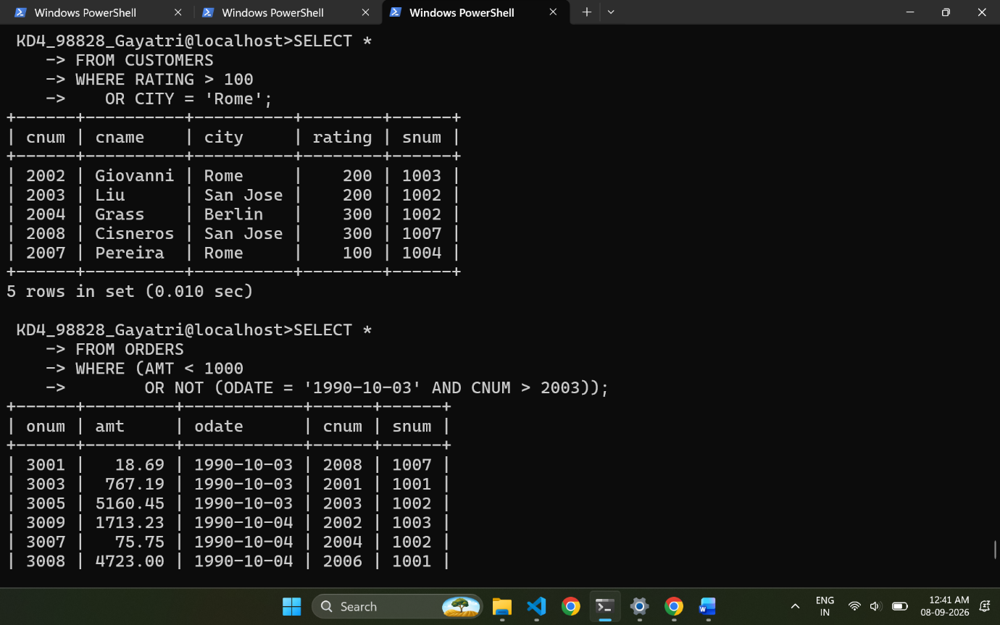 Windows PowerShell
Windows PowerShell
Windows PowerShell
KD4_98828_Gayatri@localhost>SELECT *
    -> FROM CUSTOMERS
    -> WHERE RATING > 100
    ->    OR CITY = 'Rome';
+------+----------+----------+--------+------+
| cnum | cname    | city     | rating | snum |
+------+----------+----------+--------+------+
| 2002 | Giovanni | Rome     |    200 | 1003 |
| 2003 | Liu      | San Jose |    200 | 1002 |
| 2004 | Grass    | Berlin   |    300 | 1002 |
| 2008 | Cisneros | San Jose |    300 | 1007 |
| 2007 | Pereira  | Rome     |    100 | 1004 |
+------+----------+----------+--------+------+
5 rows in set (0.010 sec)
KD4_98828_Gayatri@localhost>SELECT *
    -> FROM ORDERS
    -> WHERE (AMT < 1000
    ->        OR NOT (ODATE = '1990-10-03' AND CNUM > 2003));
+------+---------+------------+------+------+
| onum | amt     | odate      | cnum | snum |
+------+---------+------------+------+------+
| 3001 |   18.69 | 1990-10-03 | 2008 | 1007 |
| 3003 |  767.19 | 1990-10-03 | 2001 | 1001 |
| 3005 | 5160.45 | 1990-10-03 | 2003 | 1002 |
| 3009 | 1713.23 | 1990-10-04 | 2002 | 1003 |
| 3007 |   75.75 | 1990-10-04 | 2004 | 1002 |
| 3008 | 4723.00 | 1990-10-04 | 2006 | 1001 |
Search
W
ENG
IN
12:41 AM
08-09-2026